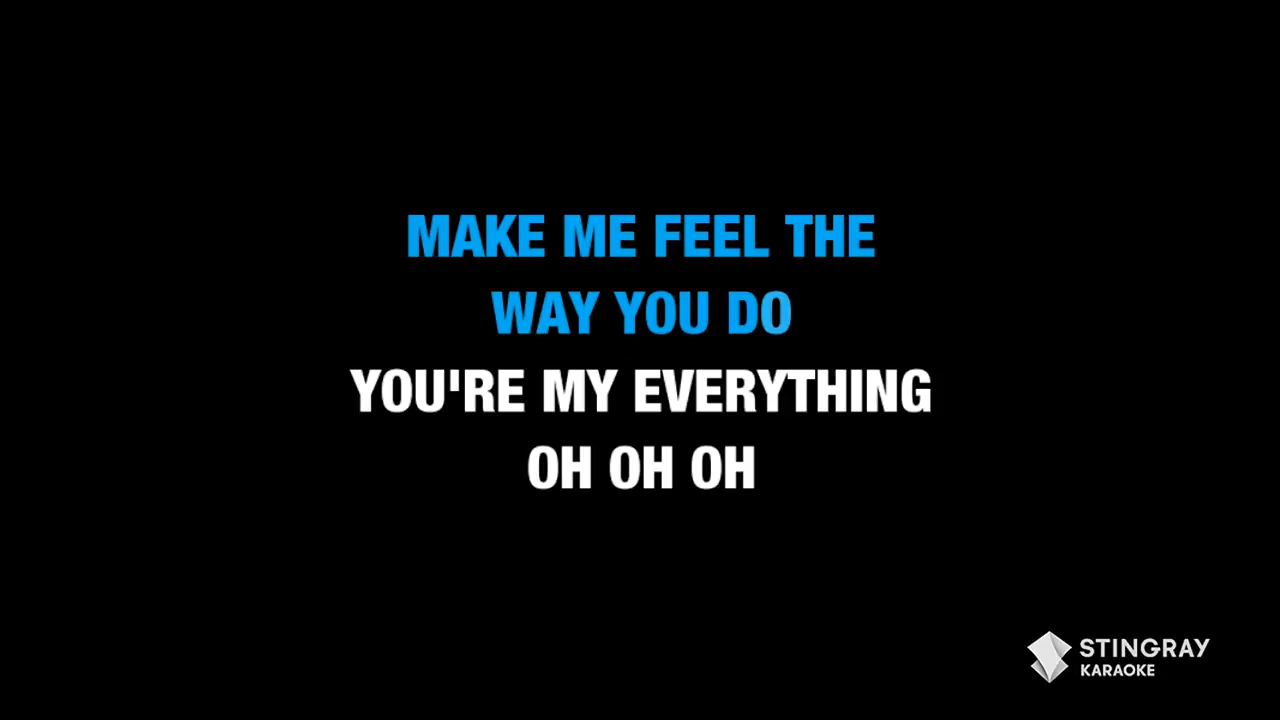 MAKE ME FEEL THE
WAY YOU DO
YOU'RE MY EVERYTHING
OH OH OH
STINGRAY
KARAOKE